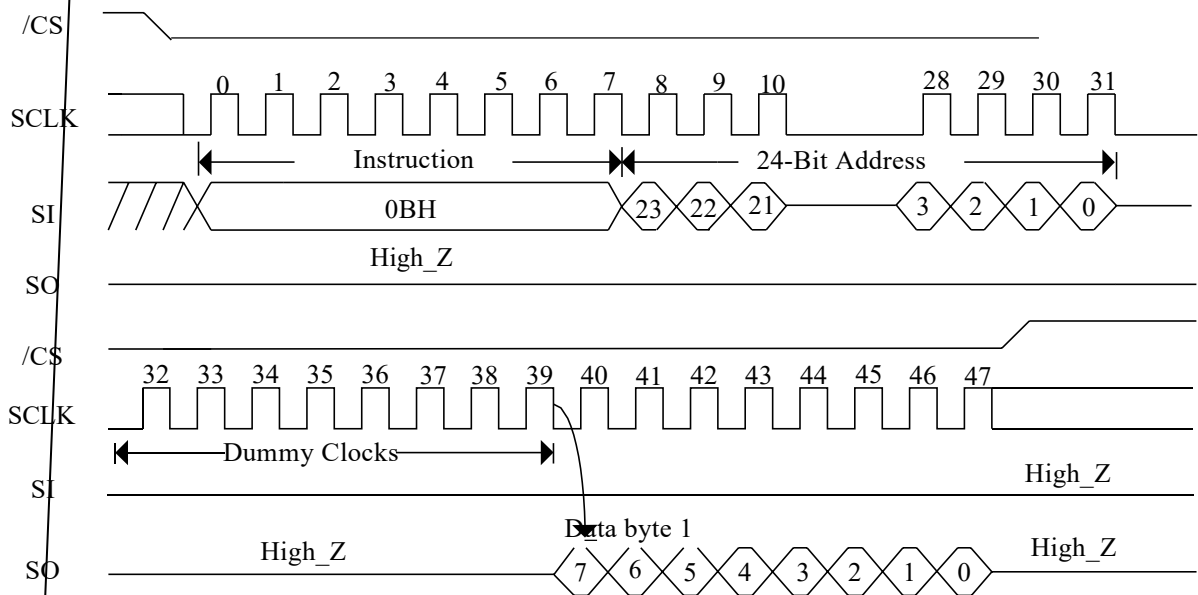 /CS
0 1 2 3 4 5 6 7 8 9 10 28 29 30 31
SCLK
Instruction 24-Bit Address
SI 0BH 23 22 21 3 2 1 0
High_Z
SO
/CS
32 33 34 35 36 37 38 39 40 41 42 43 44 45 46 47
SCLK
Dummy Clocks
High_Z
SI
Data byte 1
High_Z High_Z
SO 7 6 5 4 3 2 1 0